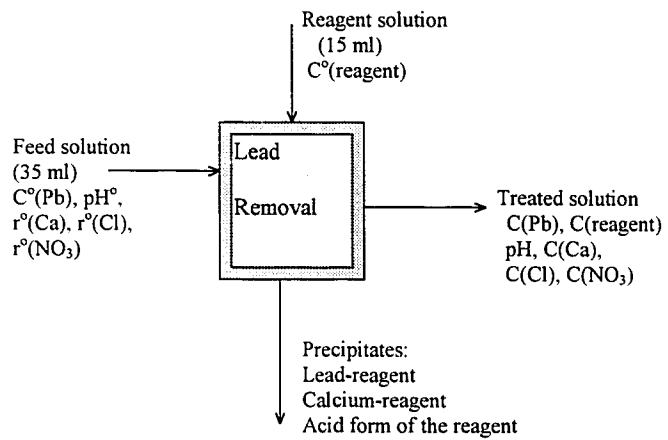 Reagent solution
(15 ml)
C°(reagent)
Feed solution
(35 ml)
C°(Pb), pH°,
r°(Ca), r°(Cl),
r°(NO₃)
Lead
Removal
Treated solution
C(Pb), C(reagent)
pH, C(Ca),
C(Cl), C(NO₃)
Precipitates:
Lead-reagent
Calcium-reagent
Acid form of the reagent